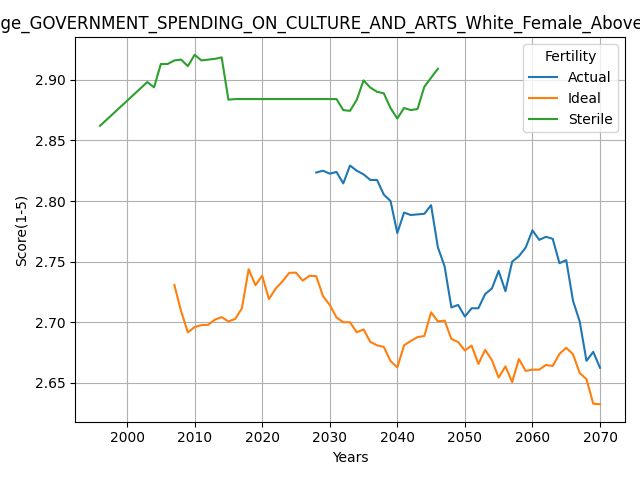 ge_GOVERNMENT_SPENDING_ON_CULTURE_AND_ARTS_White_Female_Above
Fertility
Actual
Ideal
Sterile
Score(1-5)
2.90
2.85
2.80
2.75
2.70
2.65
2000 2010 2020 2030 2040 2050 2060 2070
Years